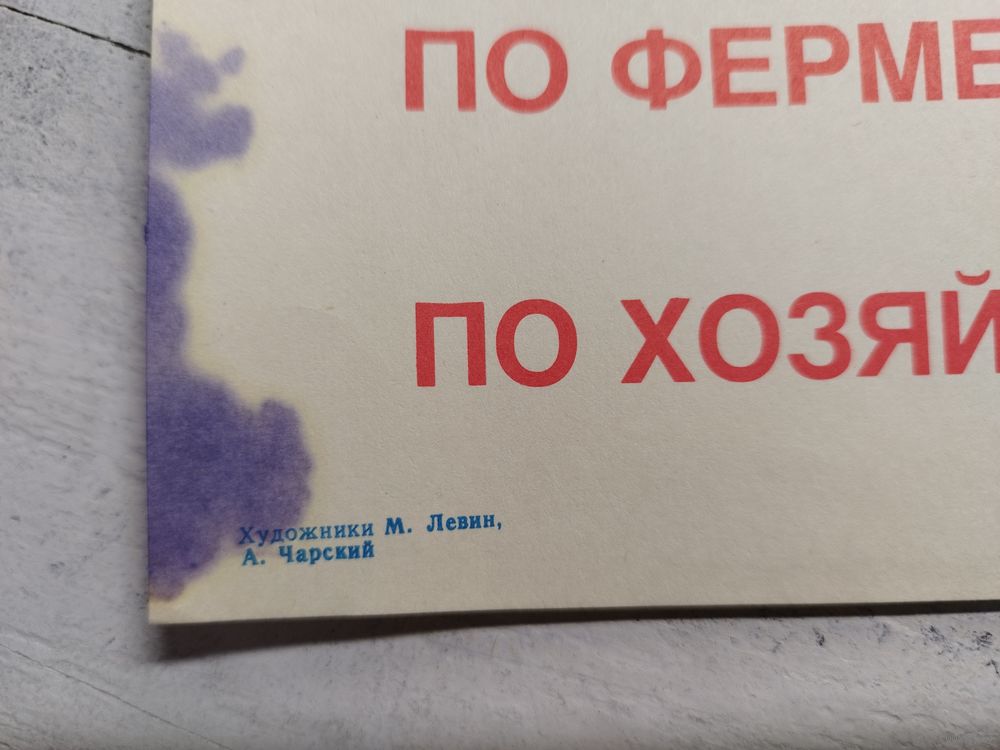 ПО ФЕРМЕ
ПО ХОЗЯЙ
Художники М. Левин,
А. Чарский